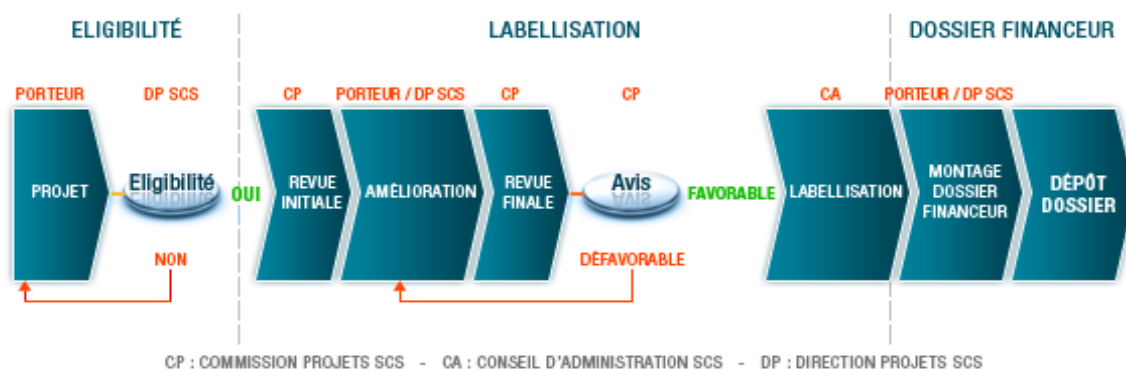 ELIGIBILITÉ
LABELLISATION
DOSSIER FINANCEUR
PORTEUR
DP SCS
CP
PORTEUR / DP SCS
CP
CP
CA
PORTEUR / DP SCS
PROJET
Eligibilité
OUI
REVUE
INITIALE
AMÉLIORATION
REVUE
FINALE
Avis
FAVORABLE
LABELLISATION
MONTAGE
DOSSIER
FINANCEUR
DÉPÔT
DOSSIER
NON
DÉFAVORABLE
CP : COMMISSION PROJETS SCS - CA : CONSEIL D'ADMINISTRATION SCS - DP : DIRECTION PROJETS SCS